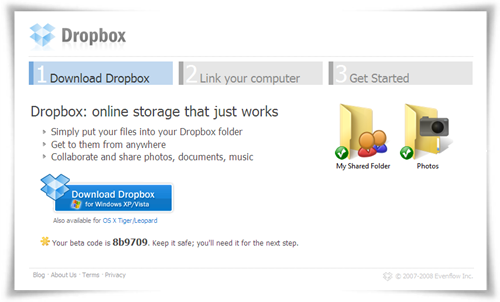 Dropbox
1 Download Dropbox 2 Link your computer 3 Get Started
Dropbox: online storage that just works
Simply put your files into your Dropbox folder
Get to them from anywhere
Collaborate and share photos, documents, music
My Shared Folder Photos
Download Dropbox
for Windows XP/Vista
Also available for OS X Tiger/Leopard
Your beta code is 8b9709. Keep it safe; you'll need it for the next step.
Blog · About Us · Terms · Privacy © 2007-2008 Evenflow Inc.